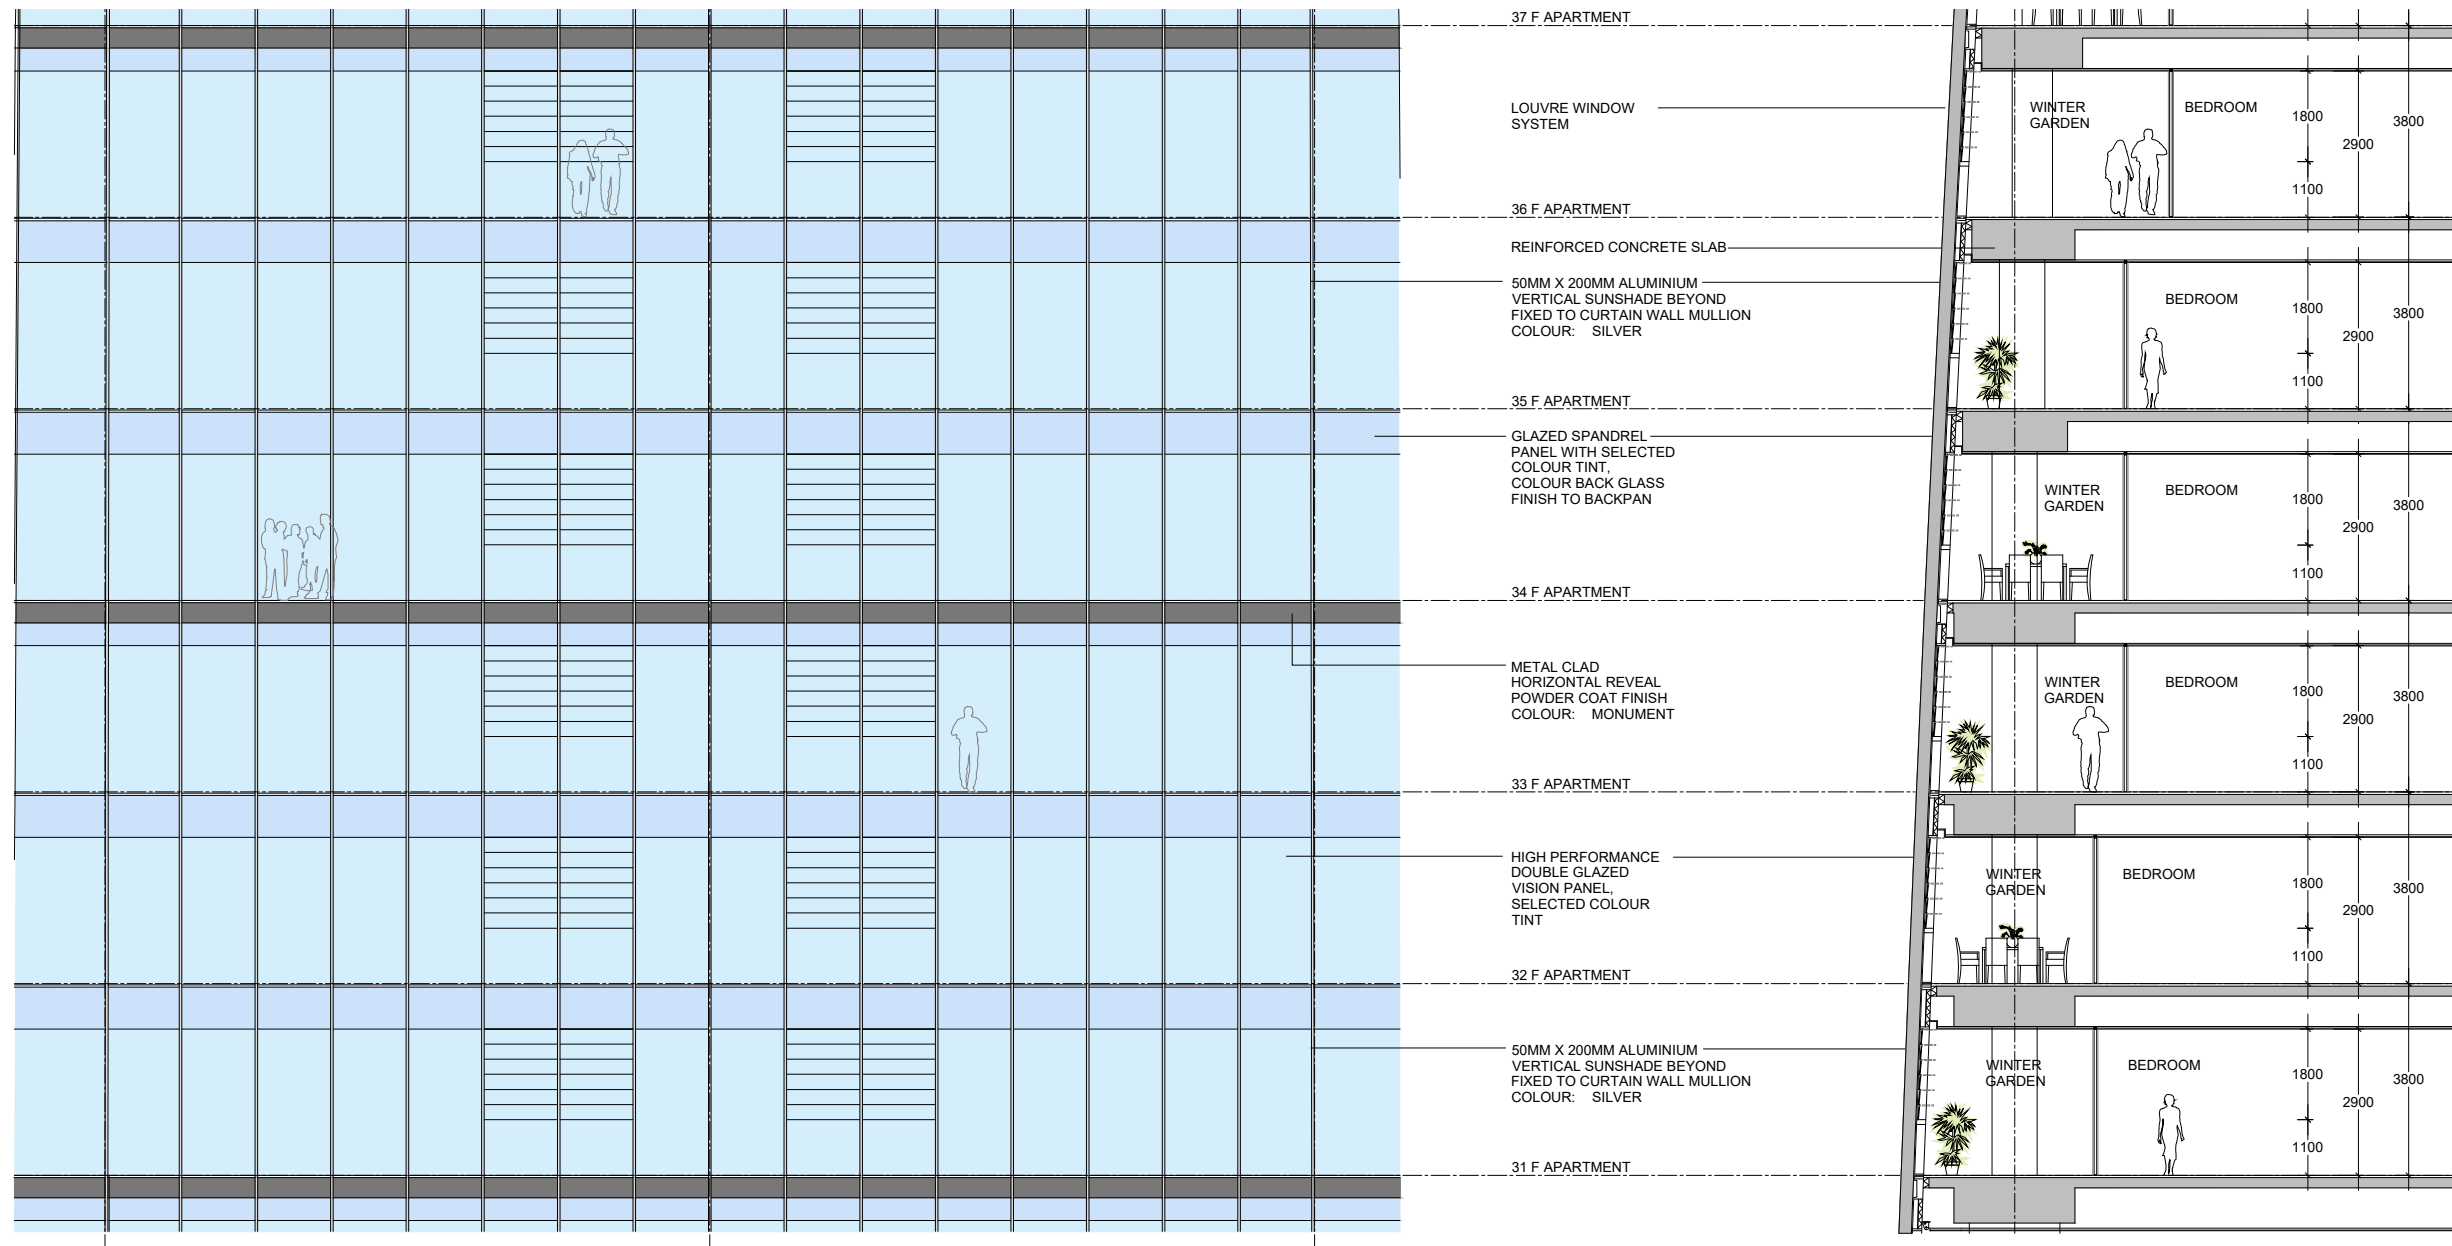 37 F APARTMENT
LOUVRE WINDOW
SYSTEM
36 F APARTMENT
REINFORCED CONCRETE SLAB
50MM X 200MM ALUMINIUM
VERTICAL SUNSHADE BEYOND
FIXED TO CURTAIN WALL MULLION
COLOUR: SILVER
35 F APARTMENT
GLAZED SPANDREL
PANEL WITH SELECTED
COLOUR TINT,
COLOUR BACK GLASS
FINISH TO BACKPAN
34 F APARTMENT
METAL CLAD
HORIZONTAL REVEAL
POWDER COAT FINISH
COLOUR: MONUMENT
33 F APARTMENT
HIGH PERFORMANCE
DOUBLE GLAZED
VISION PANEL,
SELECTED COLOUR
TINT
32 F APARTMENT
50MM X 200MM ALUMINIUM
VERTICAL SUNSHADE BEYOND
FIXED TO CURTAIN WALL MULLION
COLOUR: SILVER
31 F APARTMENT
WINTER
GARDEN
BEDROOM
1800
2900
3800
1100
BEDROOM
1800
2900
3800
1100
WINTER
GARDEN
BEDROOM
1800
2900
3800
1100
WINTER
GARDEN
BEDROOM
1800
2900
3800
1100
WINTER
GARDEN
BEDROOM
1800
2900
3800
1100
WINTER
GARDEN
BEDROOM
1800
2900
3800
1100